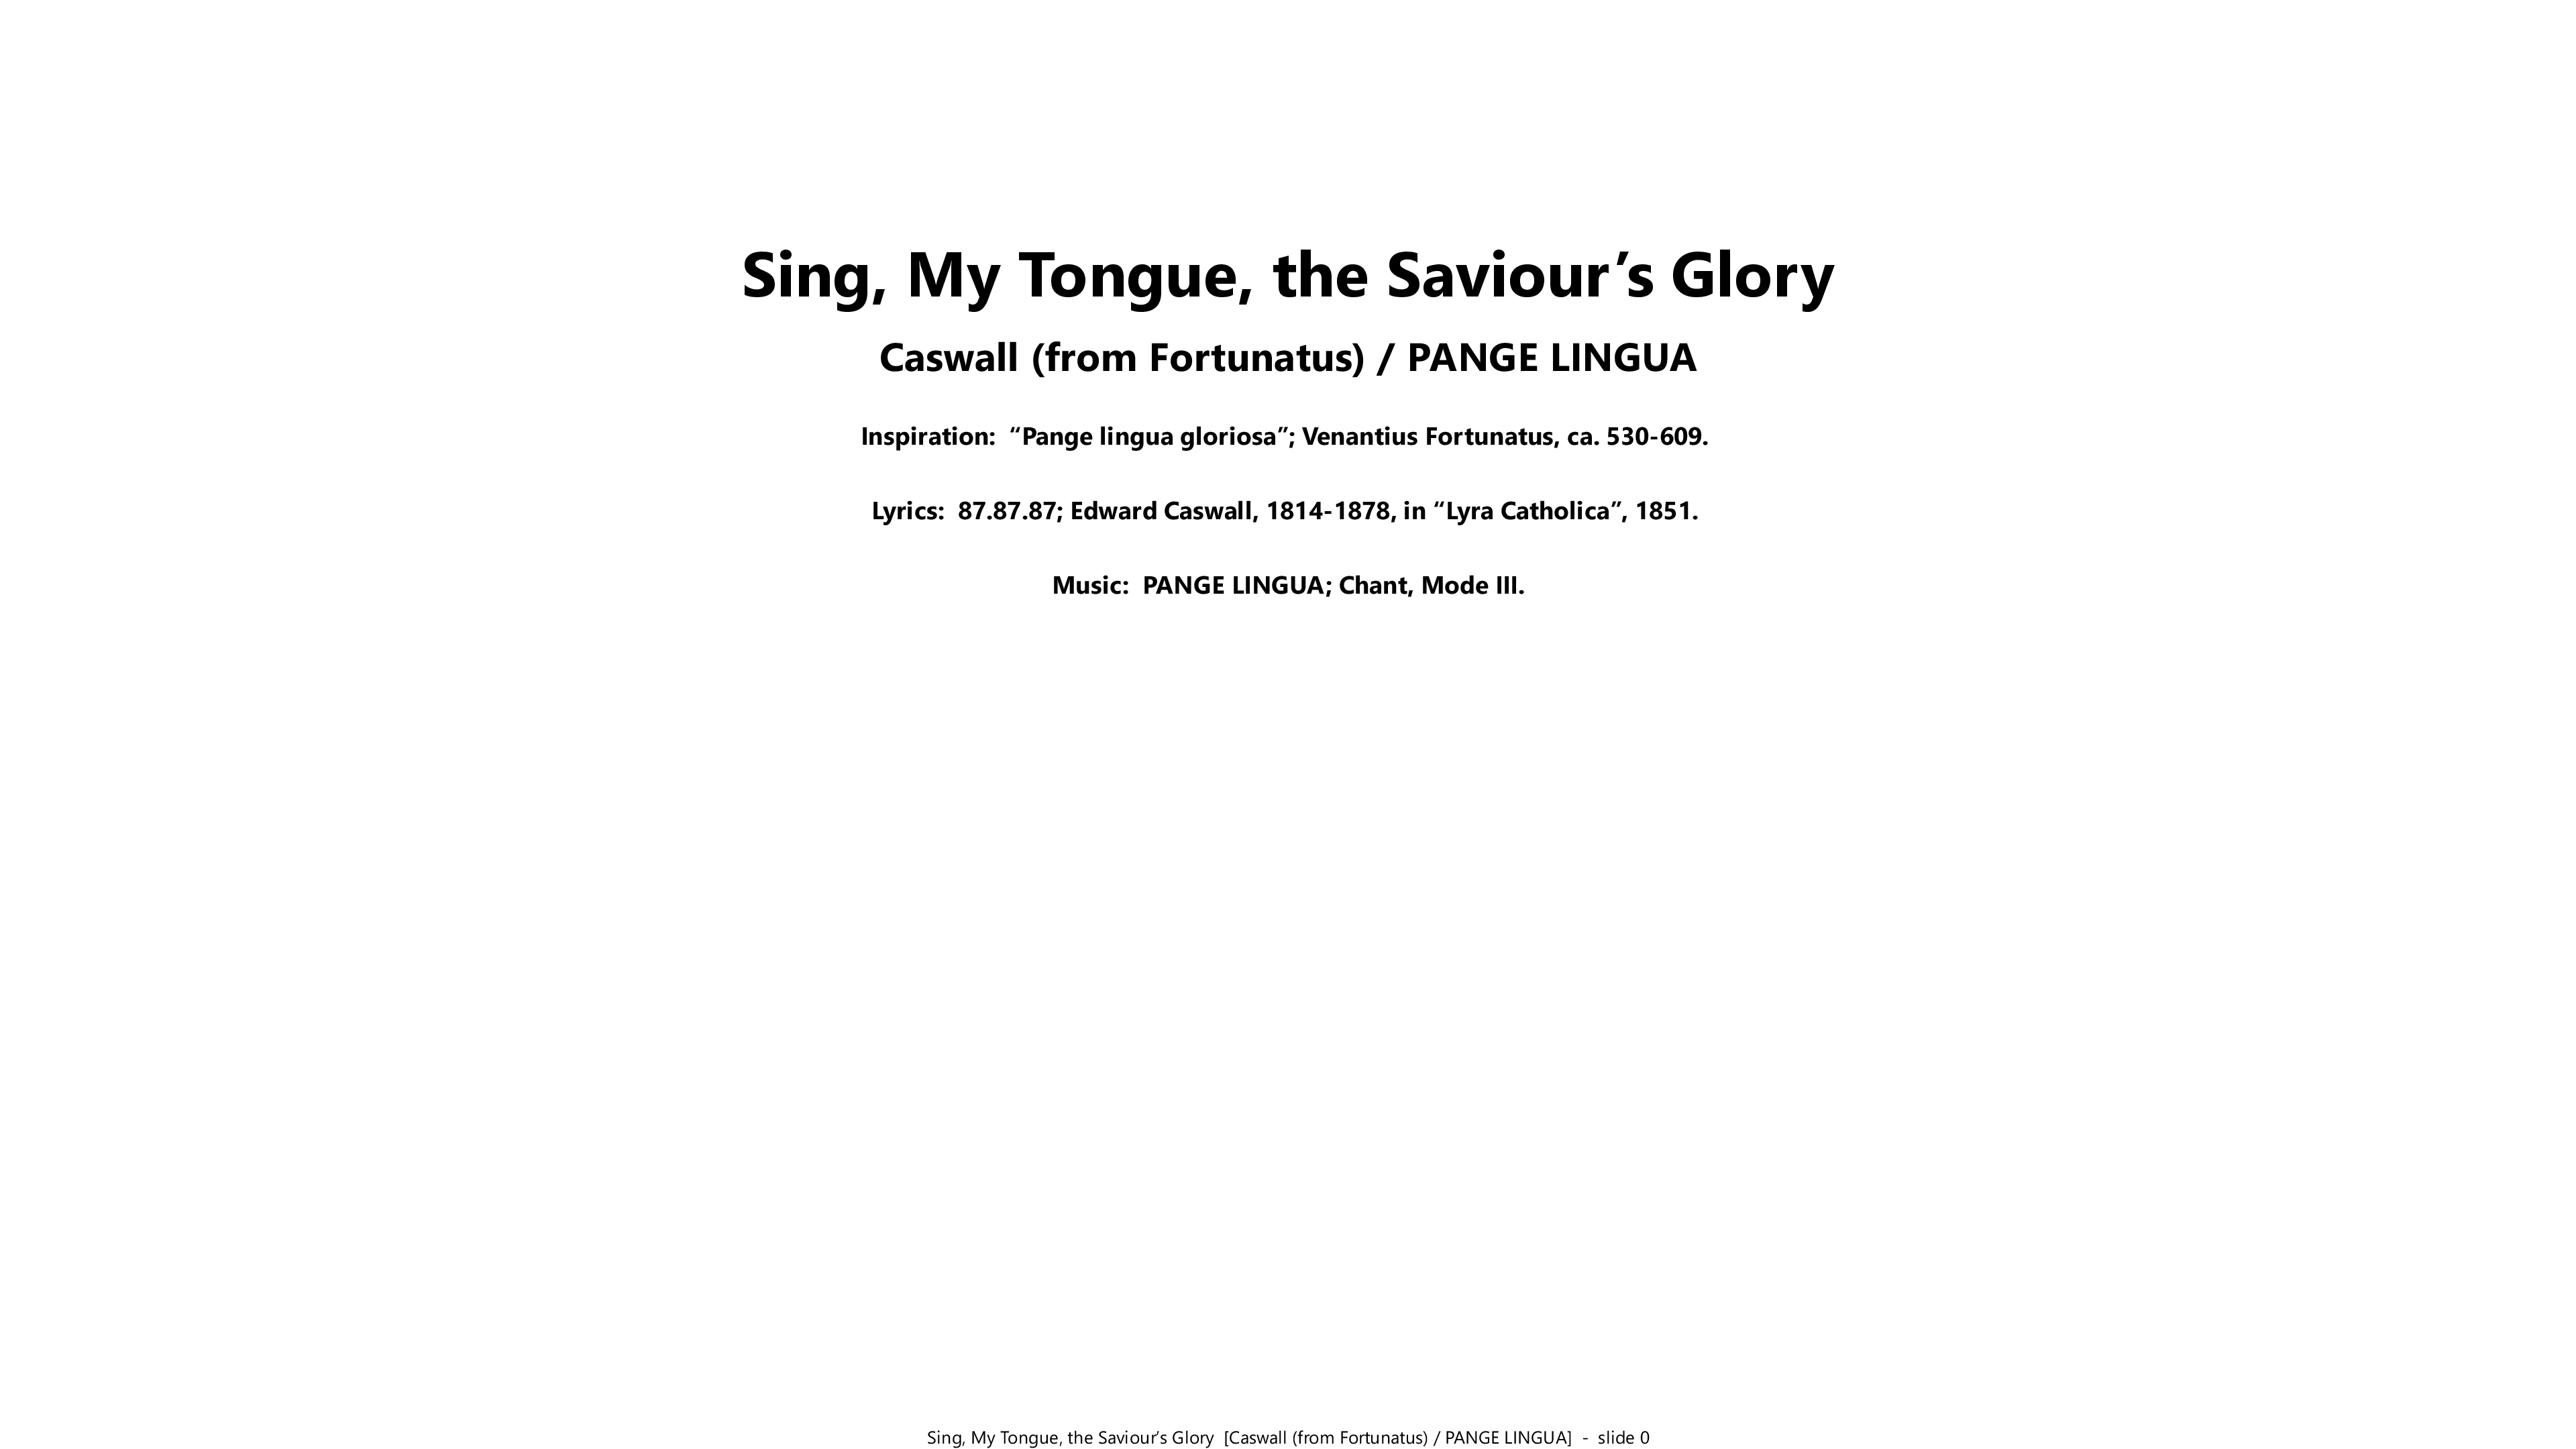 Sing, My Tongue, the Saviour’s Glory
Caswall (from Fortunatus) / PANGE LINGUA
Inspiration:  “Pange lingua gloriosa”; Venantius Fortunatus, ca. 530-609.
Lyrics:  87.87.87; Edward Caswall, 1814-1878, in “Lyra Catholica”, 1851.
Music:  PANGE LINGUA; Chant, Mode III.
Sing, My Tongue, the Saviour’s Glory  [Caswall (from Fortunatus) / PANGE LINGUA]  -  slide 0